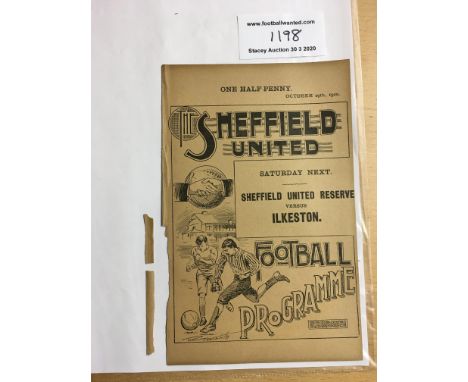 www.footballwanted.com
1198
Stacey Auction 30 3 2020
ONE HALF-PENNY.
THE
SHEFFIELD
UNITED
SATURDAY NEXT.
SHEFFIELD UNITED RESERVE
VERSUS
ILKESTON.
FOOTBALL
PROGRAMME